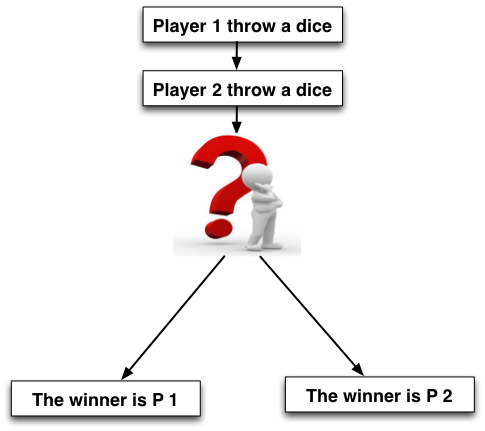 Player 1 throw a dice
Player 2 throw a dice
The winner is P 1
The winner is P 2